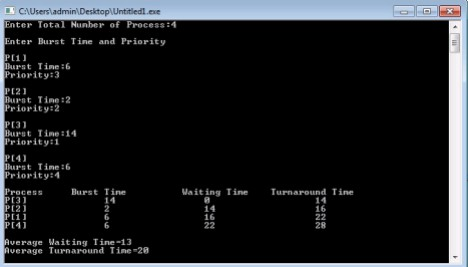 C:\Users\admin\Desktop\Untitled1.exe
Enter Total Number of Process:4
Enter Burst Time and Priority
P[1]
Burst Time:6
Priority:3
P[2]
Burst Time:2
Priority:2
P[3]
Burst Time:14
Priority:1
P[4]
Burst Time:6
Priority:4
Process Burst Time Waiting Time Turnaround Time
P[3] 14 0 14
P[2] 2 14 16
P[1] 6 16 22
P[4] 6 22 28
Average Waiting Time=13
Average Turnaround Time=20